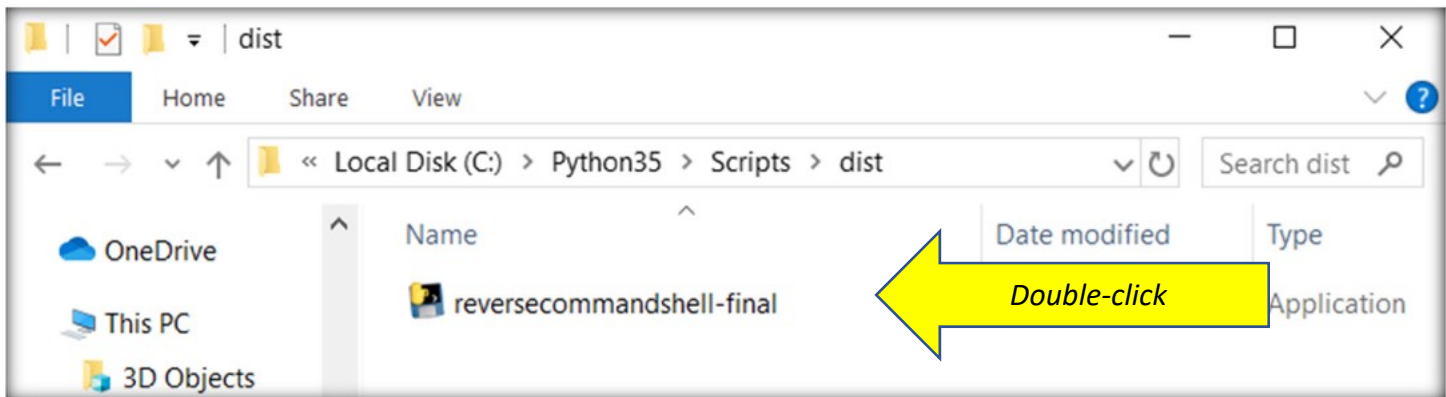 dist
File Home Share View
« Local Disk (C:) > Python35 > Scripts > dist Search dist
Name Date modified Type
OneDrive
reversecommandshell-final Double-click Application
This PC
3D Objects